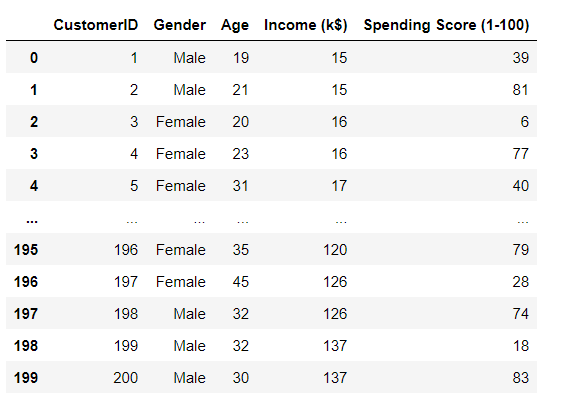 CustomerID Gender Age Income (k$) Spending Score (1-100)
0 1 Male 19 15 39
1 2 Male 21 15 81
2 3 Female 20 16 6
3 4 Female 23 16 77
4 5 Female 31 17 40
... ... ... ... ... ...
195 196 Female 35 120 79
196 197 Female 45 126 28
197 198 Male 32 126 74
198 199 Male 32 137 18
199 200 Male 30 137 83